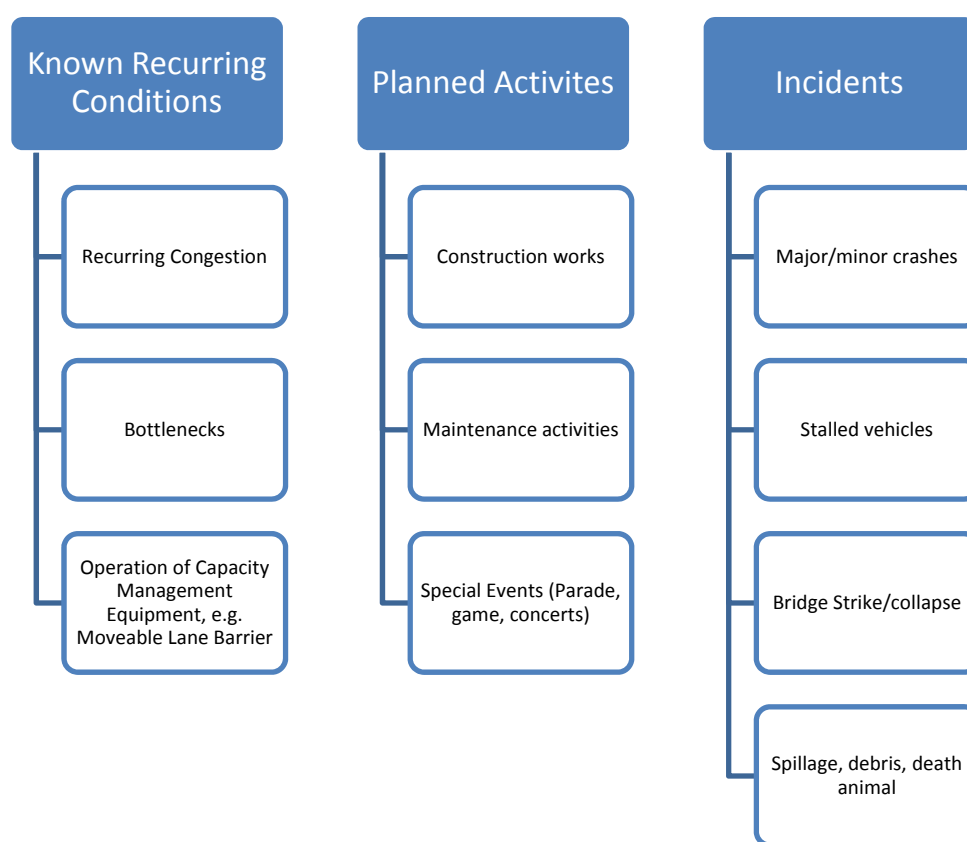 Known Recurring
Conditions
Recurring Congestion
Bottlenecks
Operation of Capacity
Management
Equipment, e.g.
Moveable Lane Barrier
Planned Activites
Construction works
Maintenance activities
Special Events (Parade,
game, concerts)
Incidents
Major/minor crashes
Stalled vehicles
Bridge Strike/collapse
Spillage, debris, death
animal